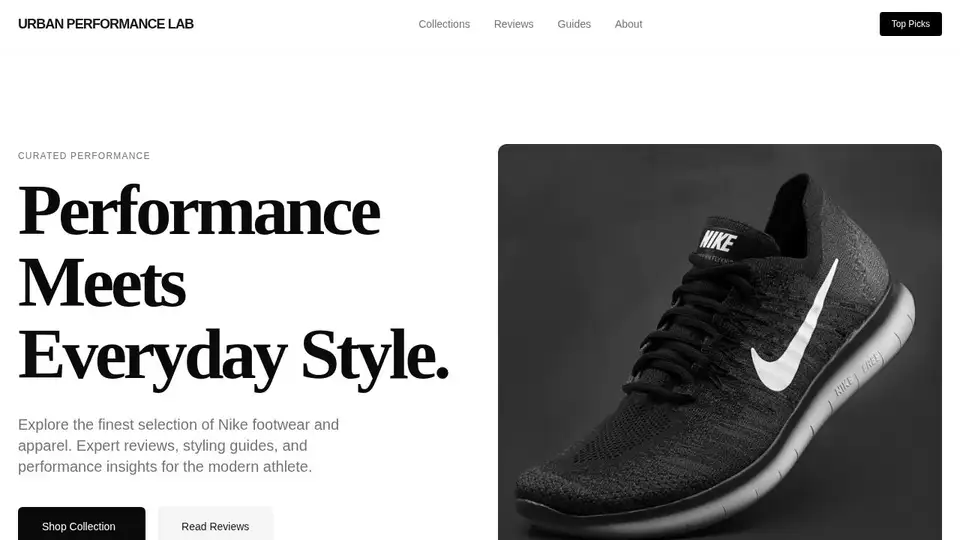 URBAN PERFORMANCE LAB
Collections
Reviews
Guides
About
Top Picks
CURATED PERFORMANCE
Performance
Meets
Everyday Style.
Explore the finest selection of Nike footwear and
apparel. Expert reviews, styling guides, and
performance insights for the modern athlete.
Shop Collection
Read Reviews
NIKE
NIKE FREE